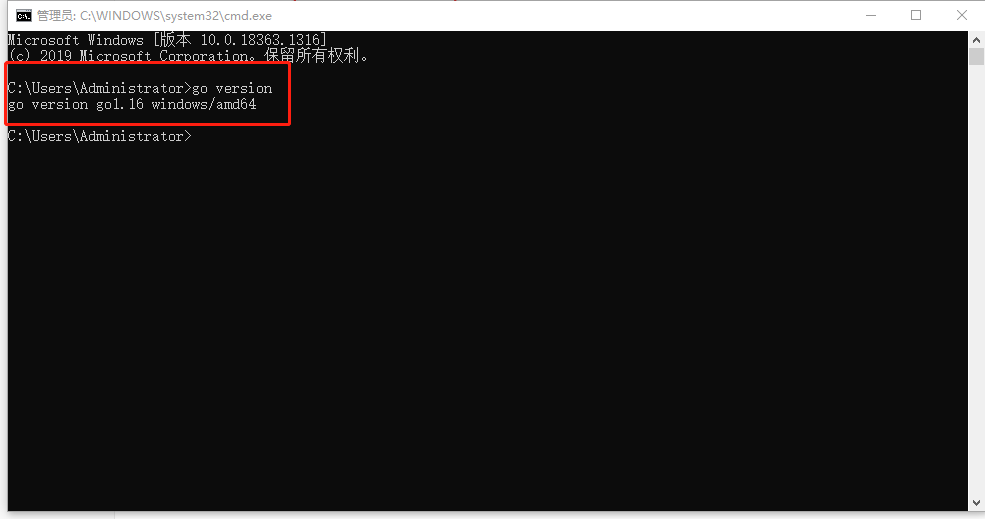 管理员: C:\WINDOWS\system32\cmd.exe
Microsoft Windows [版本 10.0.18363.1316]
(c) 2019 Microsoft Corporation。保留所有权利。
C:\Users\Administrator>go version
go version go1.16 windows/amd64
C:\Users\Administrator>